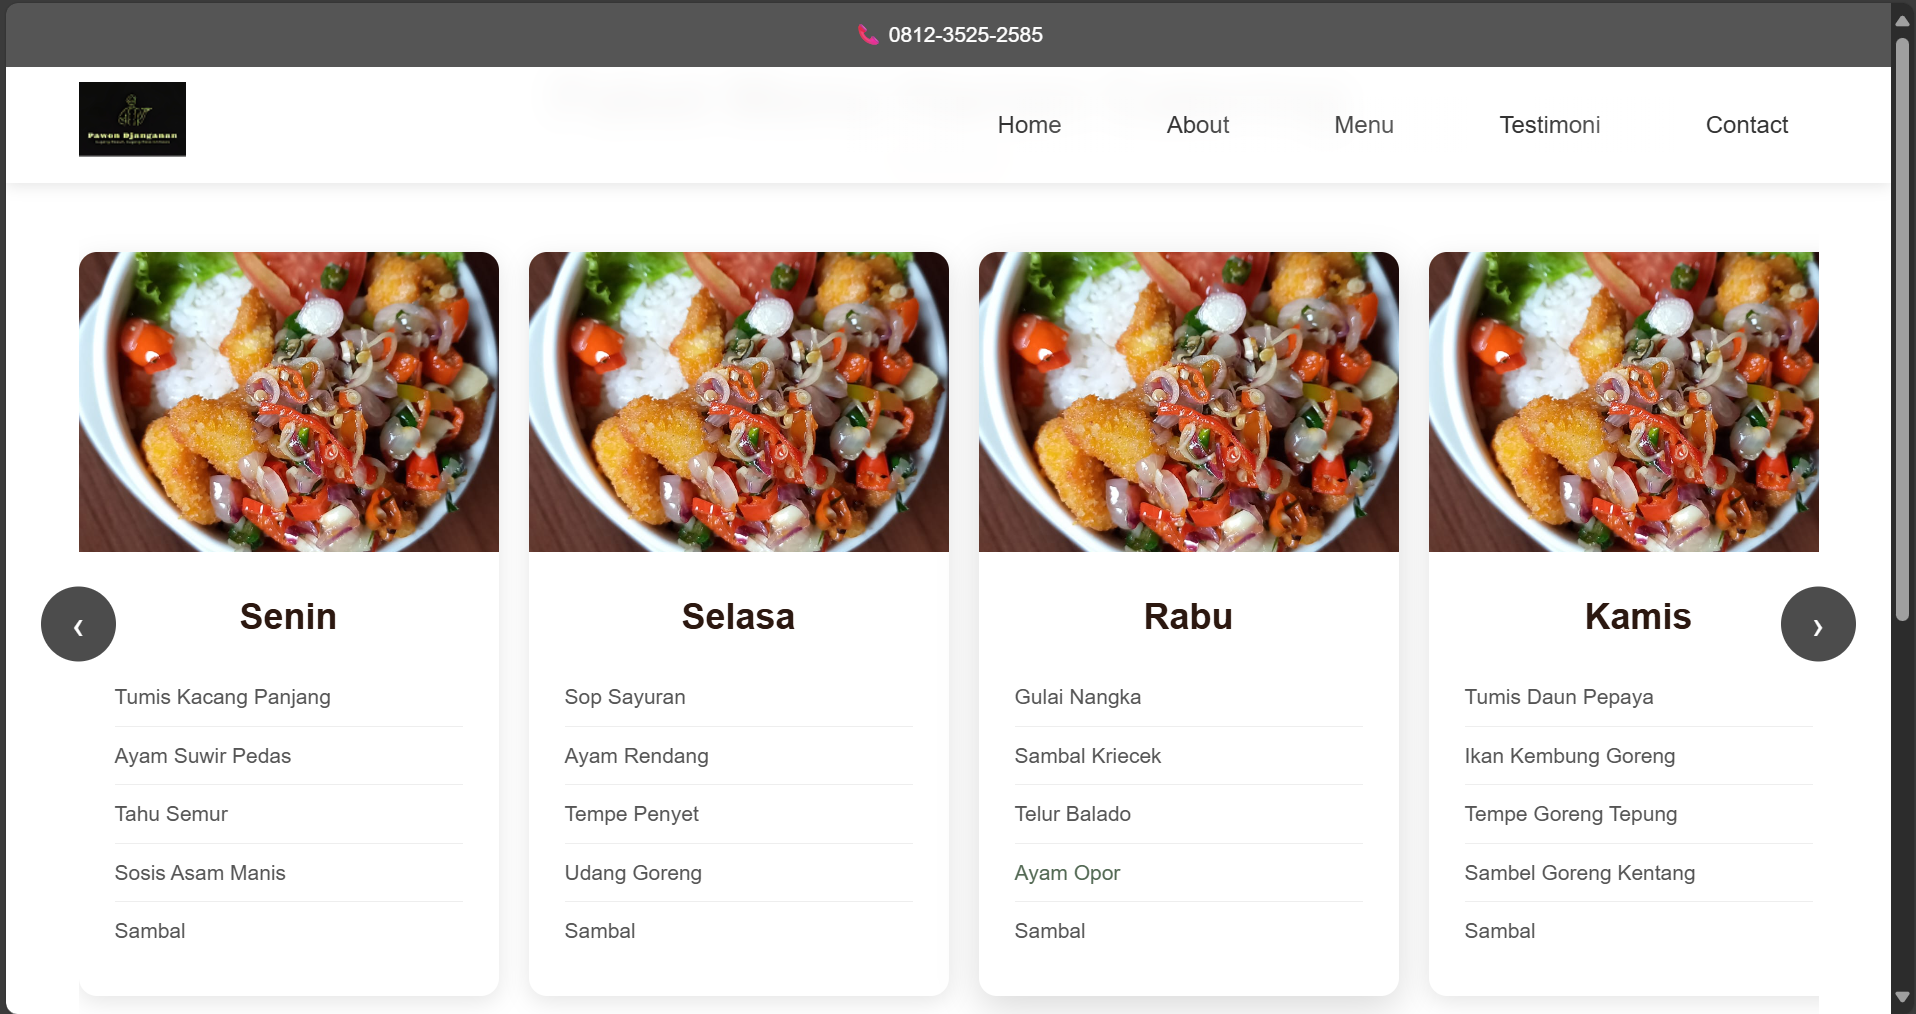 0812-3525-2585
Pawon Djanganan
Home
About
Menu
Testimoni
Contact
Senin
Tumis Kacang Panjang
Ayam Suwir Pedas
Tahu Semur
Sosis Asam Manis
Sambal
Selasa
Sop Sayuran
Ayam Rendang
Tempe Penyet
Udang Goreng
Sambal
Rabu
Gulai Nangka
Sambal Kriecek
Telur Balado
Ayam Opor
Sambal
Kamis
Tumis Daun Pepaya
Ikan Kembung Goreng
Tempe Goreng Tepung
Sambel Goreng Kentang
Sambal